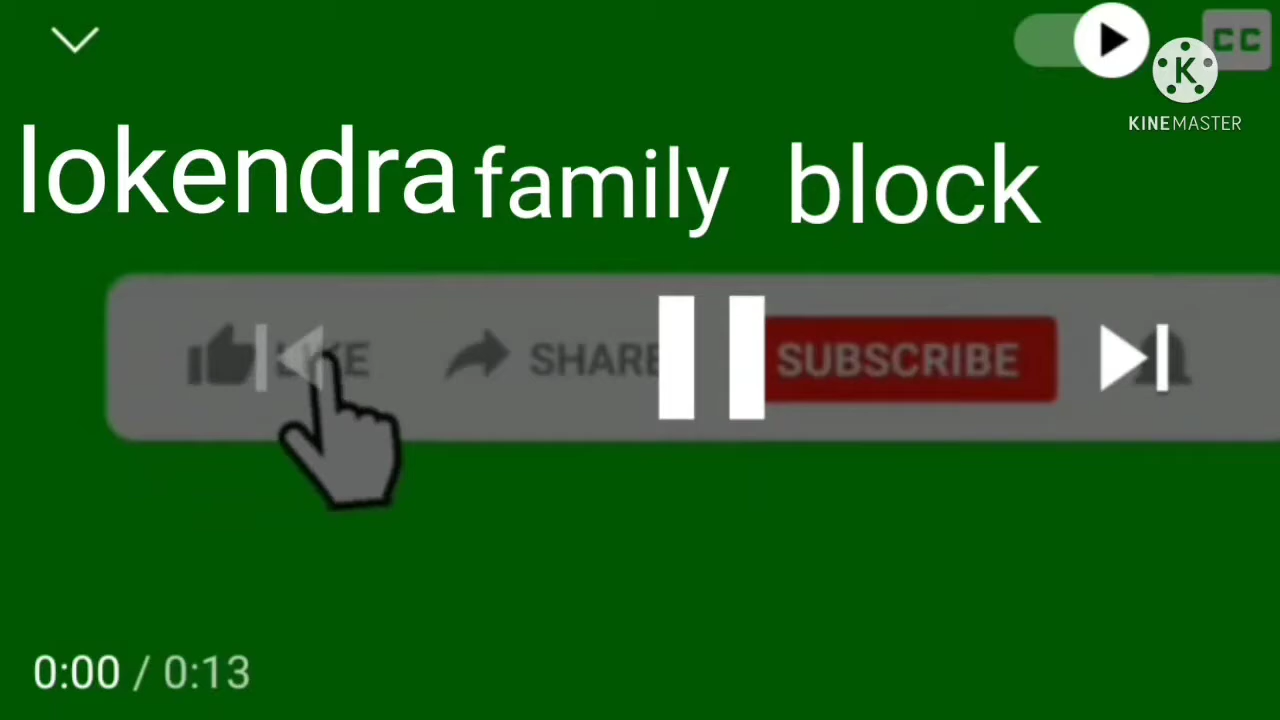 CC
K
KINEMASTER
lokendra family block
LIKE SHARE SUBSCRIBE
0:00 / 0:13